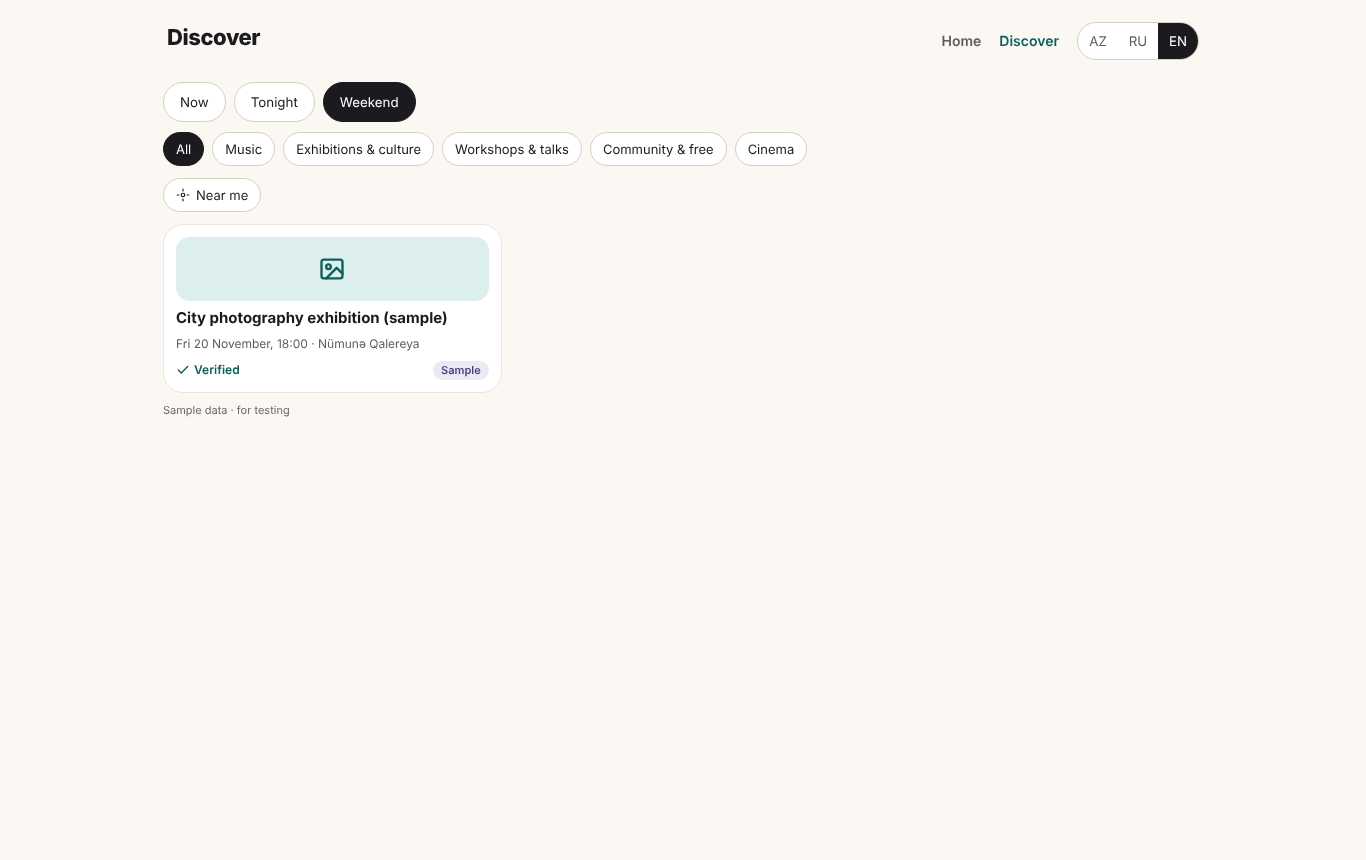 Discover
Home Discover AZ RU EN
Now Tonight Weekend
All Music Exhibitions & culture Workshops & talks Community & free Cinema
Near me
City photography exhibition (sample)
Fri 20 November, 18:00 · Nümunə Qalereya
Verified Sample
Sample data · for testing